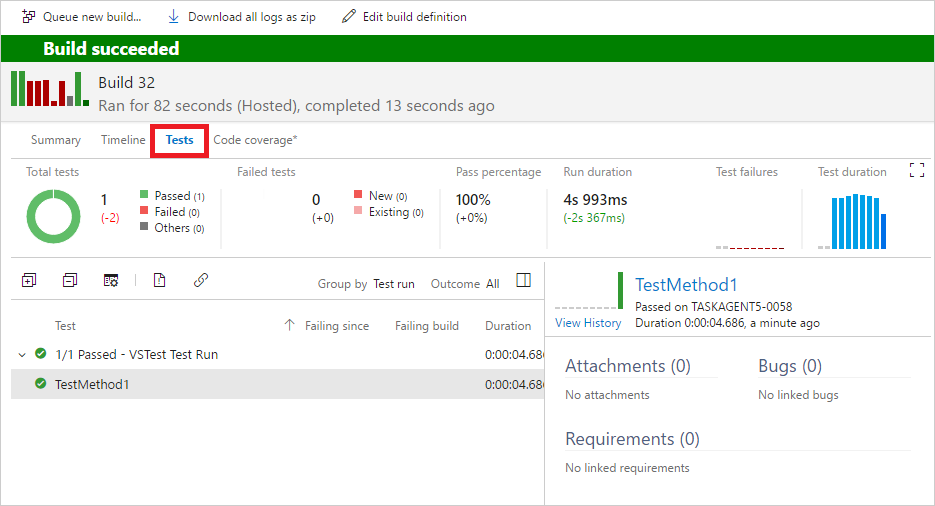 Queue new build... Download all logs as zip Edit build definition
Build succeeded
Build 32
Ran for 82 seconds (Hosted), completed 13 seconds ago
Summary Timeline Tests Code coverage*
Total tests Failed tests Pass percentage Run duration Test failures Test duration
1 Passed (1) 0 New (0) 100% 4s 993ms
(-2) Failed (0) (+0) Existing (0) (+0%) (-2s 367ms)
Others (0)
Group by Test run Outcome All
Test Failing since Failing build Duration
1/1 Passed - VSTest Test Run 0:00:04.686
TestMethod1 0:00:04.686
TestMethod1
Passed on TASKAGENT5-0058
View History Duration 0:00:04.686, a minute ago
Attachments (0) Bugs (0)
No attachments No linked bugs
Requirements (0)
No linked requirements